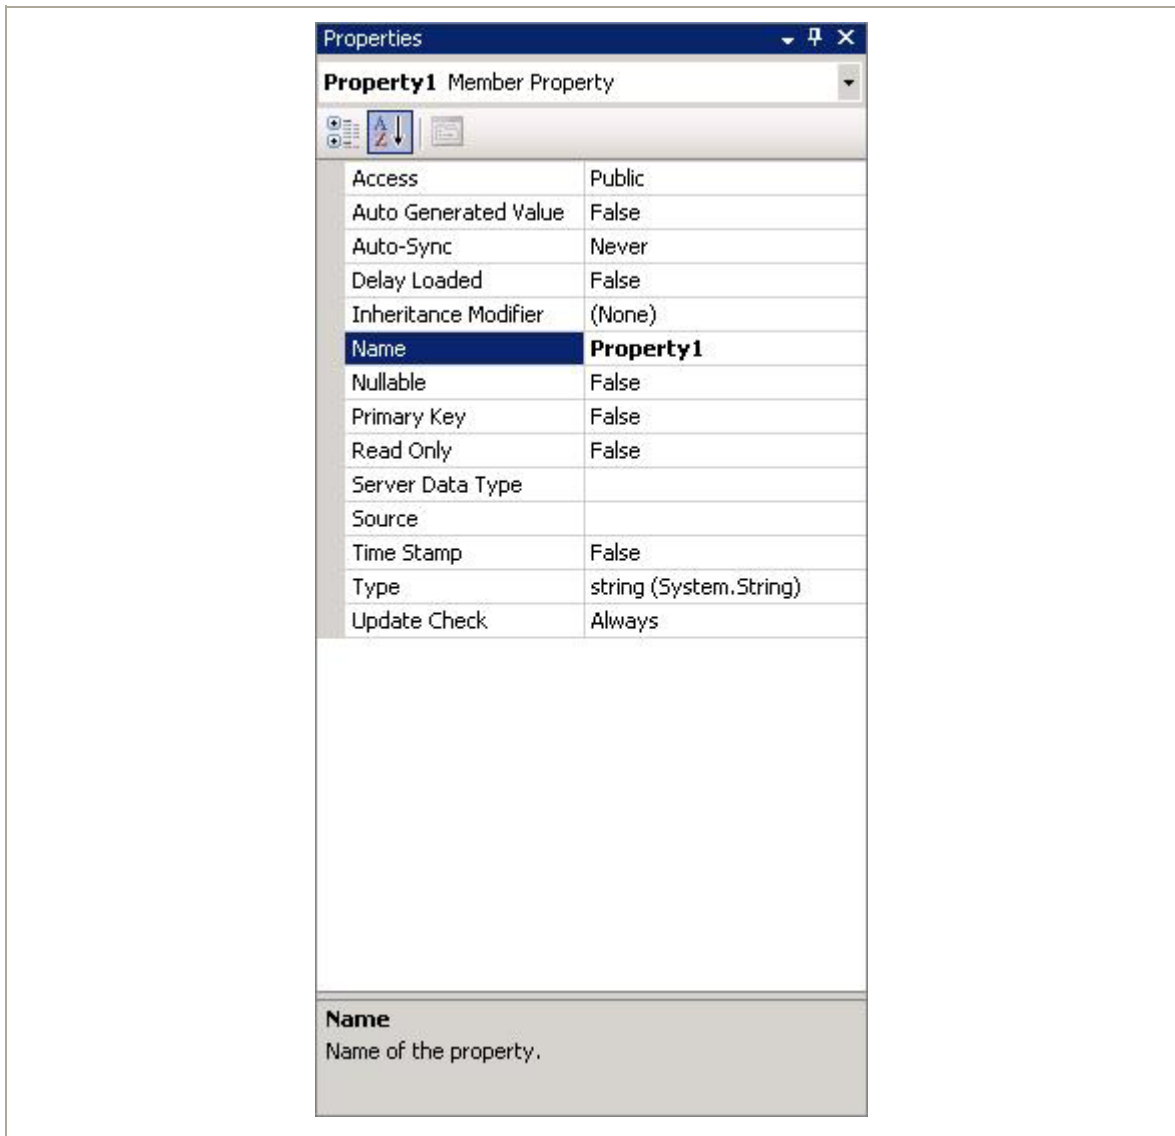 Properties
Property1 Member Property
Access Public
Auto Generated Value False
Auto-Sync Never
Delay Loaded False
Inheritance Modifier (None)
Name Property1
Nullable False
Primary Key False
Read Only False
Server Data Type
Source
Time Stamp False
Type string (System.String)
Update Check Always
Name
Name of the property.